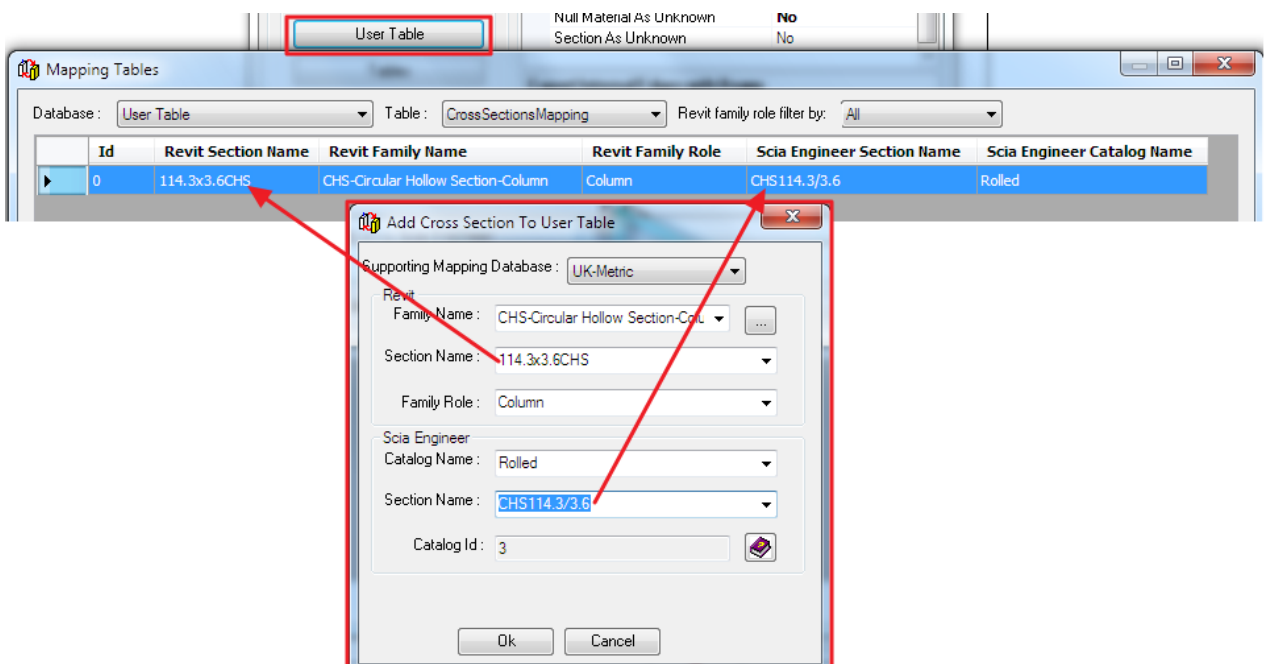 Null Material As Unknown No
User Table
Section As Unknown No
Mapping Tables
Database : User Table Table : CrossSectionsMapping Revit family role filter by: All
Id Revit Section Name Revit Family Name Revit Family Role Scia Engineer Section Name Scia Engineer Catalog Name
0 114.3x3.6CHS CHS-Circular Hollow Section-Column Column CHS114.3/3.6 Rolled
Add Cross Section To User Table
Supporting Mapping Database : UK-Metric
Revit
Family Name : CHS-Circular Hollow Section-Colu ...
Section Name : 114.3x3.6CHS
Family Role : Column
Scia Engineer
Catalog Name : Rolled
Section Name : CHS114.3/3.6
Catalog Id : 3
Ok Cancel